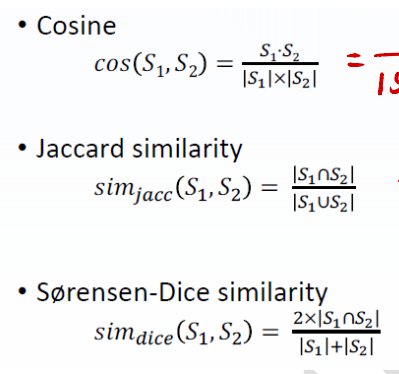 • Cosine
cos(S₁, S₂) = S₁·S₂ / |S₁|×|S₂| =
• Jaccard similarity
sim_jacc(S₁, S₂) = |S₁∩S₂| / |S₁∪S₂|
• Sørensen-Dice similarity
sim_dice(S₁, S₂) = 2×|S₁∩S₂| / |S₁|+|S₂|